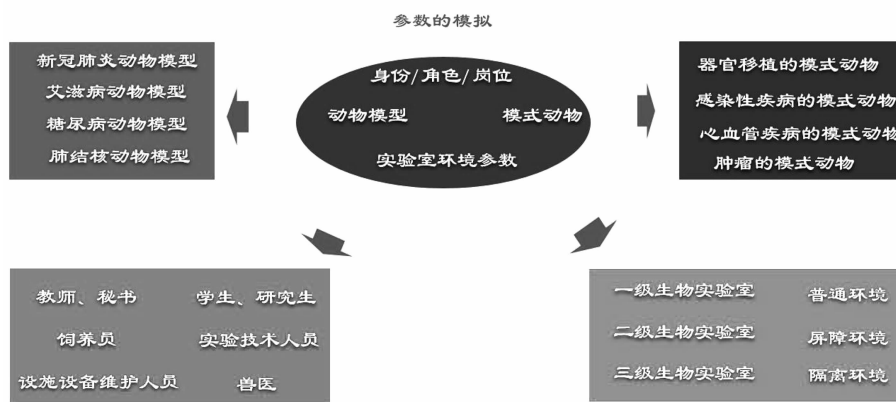 参数的模拟
新冠肺炎动物模型
艾滋病动物模型
糖尿病动物模型
肺结核动物模型
身份/角色/岗位
动物模型 模式动物
实验室环境参数
器官移植的模式动物
感染性疾病的模式动物
心血管疾病的模式动物
肿瘤的模式动物
教师、秘书 学生、研究生
饲养员 实验技术人员
设施设备维护人员 兽医
一级生物实验室 普通环境
二级生物实验室 屏障环境
三级生物实验室 隔离环境